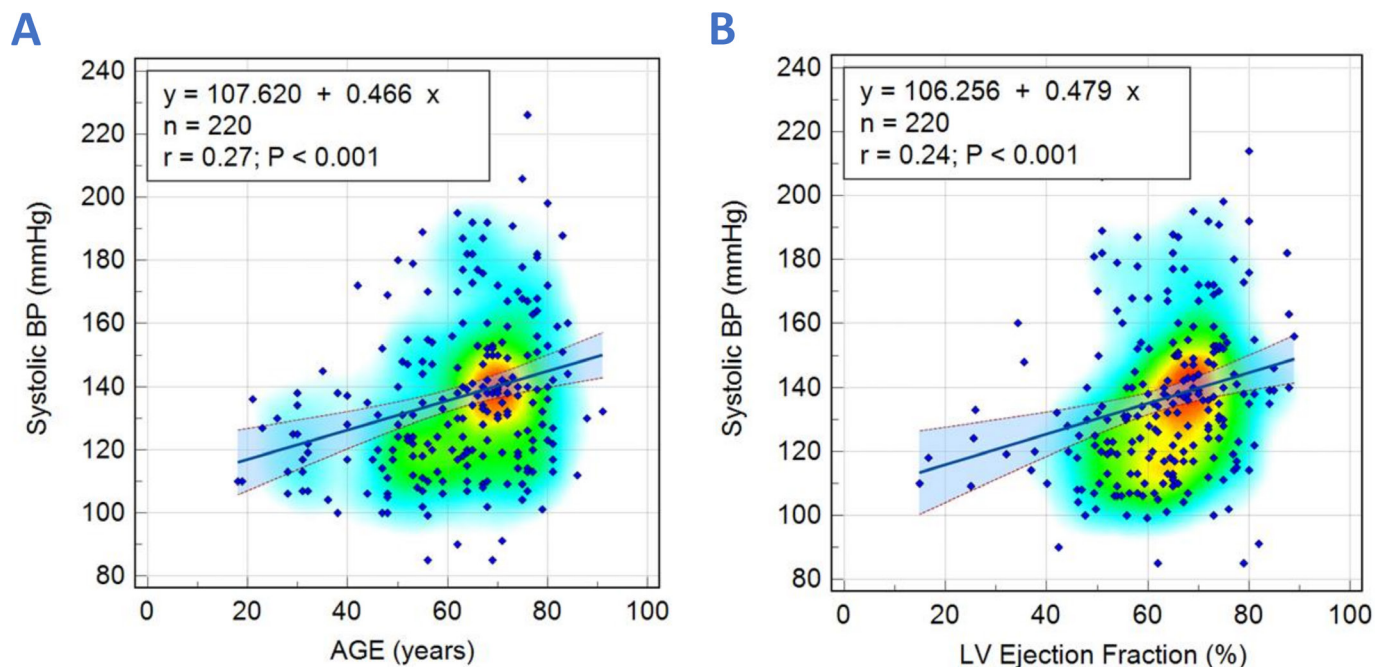 A
y = 107.620 + 0.466 x
n = 220
r = 0.27; P < 0.001
240
220
200
180
160
140
120
100
80
Systolic BP (mmHg)
0 20 40 60 80 100
AGE (years)
B
y = 106.256 + 0.479 x
n = 220
r = 0.24; P < 0.001
240
220
200
180
160
140
120
100
80
Systolic BP (mmHg)
0 20 40 60 80 100
LV Ejection Fraction (%)